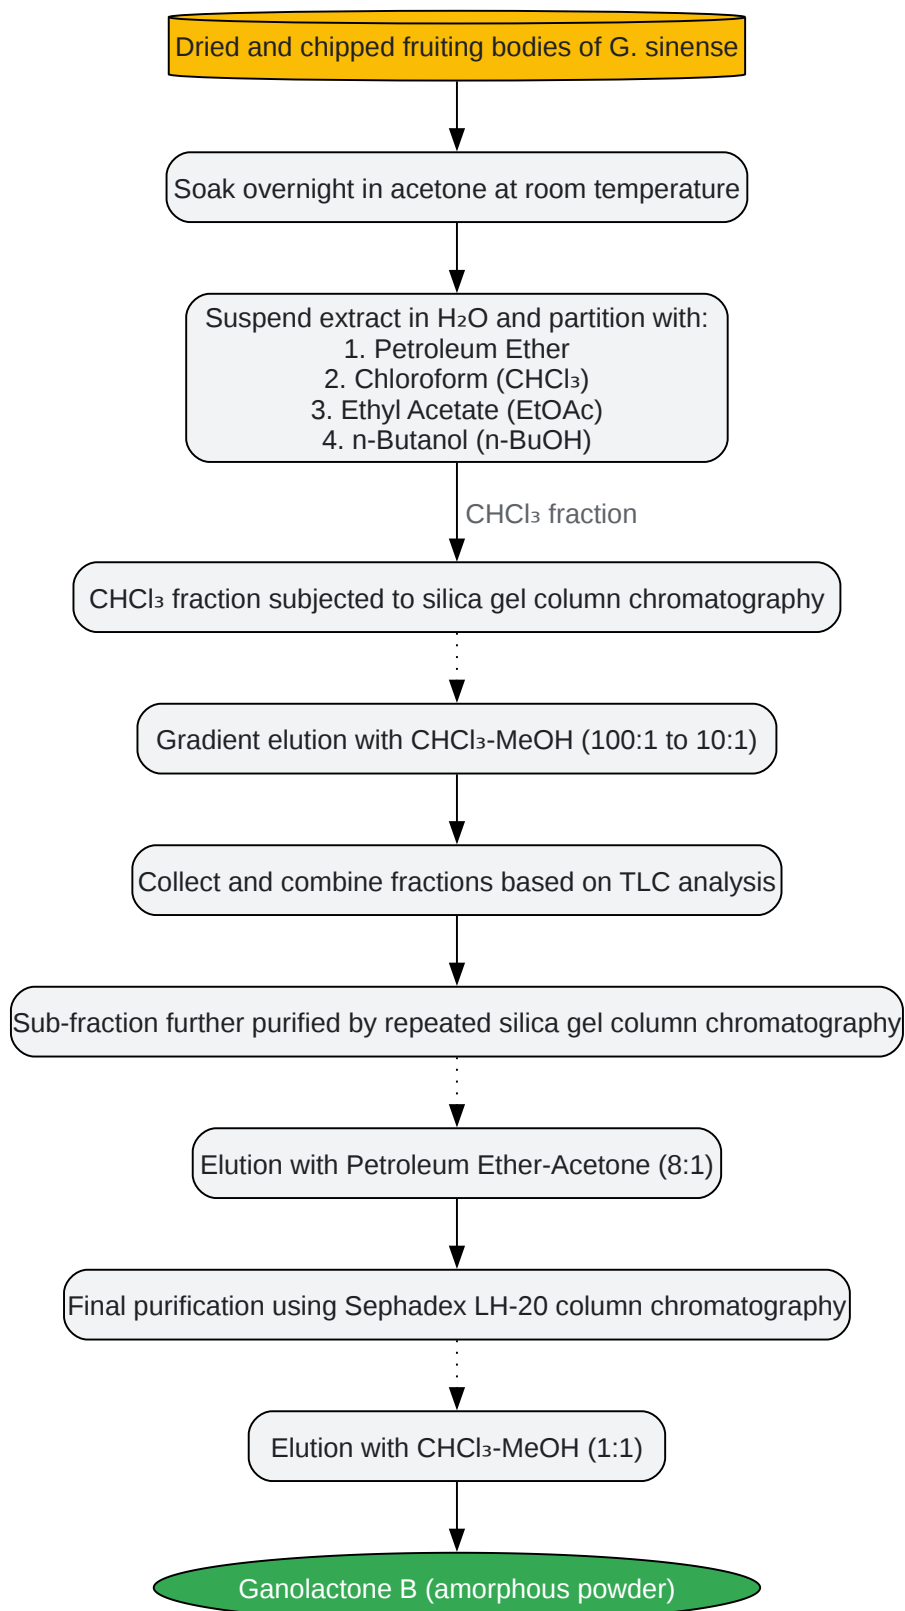 Dried and chipped fruiting bodies of G. sinense
Soak overnight in acetone at room temperature
Suspend extract in H₂O and partition with:
1. Petroleum Ether
2. Chloroform (CHCl₃)
3. Ethyl Acetate (EtOAc)
4. n-Butanol (n-BuOH)
CHCl₃ fraction
CHCl₃ fraction subjected to silica gel column chromatography
Gradient elution with CHCl₃-MeOH (100:1 to 10:1)
Collect and combine fractions based on TLC analysis
Sub-fraction further purified by repeated silica gel column chromatography
Elution with Petroleum Ether-Acetone (8:1)
Final purification using Sephadex LH-20 column chromatography
Elution with CHCl₃-MeOH (1:1)
Ganolactone B (amorphous powder)